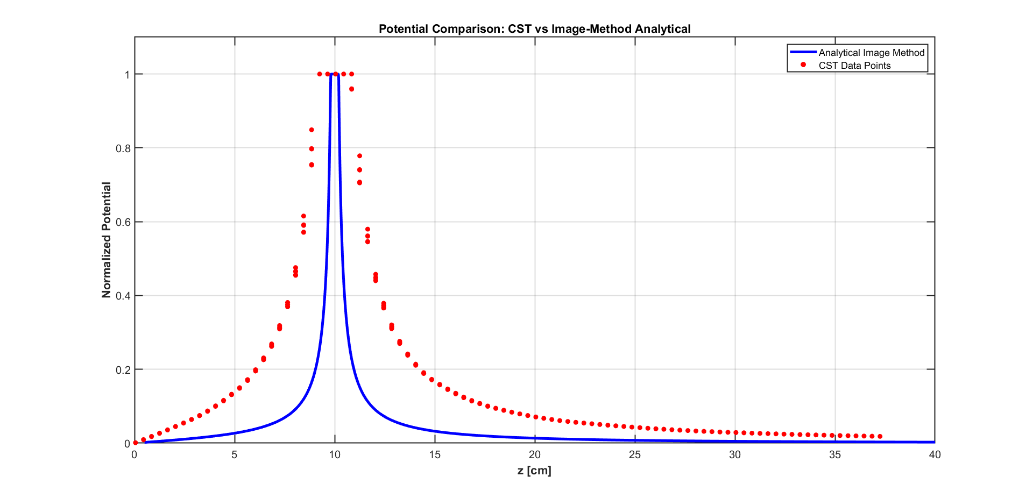 Potential Comparison: CST vs Image-Method Analytical
Analytical Image Method
CST Data Points
Normalized Potential
1
0.8
0.6
0.4
0.2
0
0 5 10 15 20 25 30 35 40
z [cm]